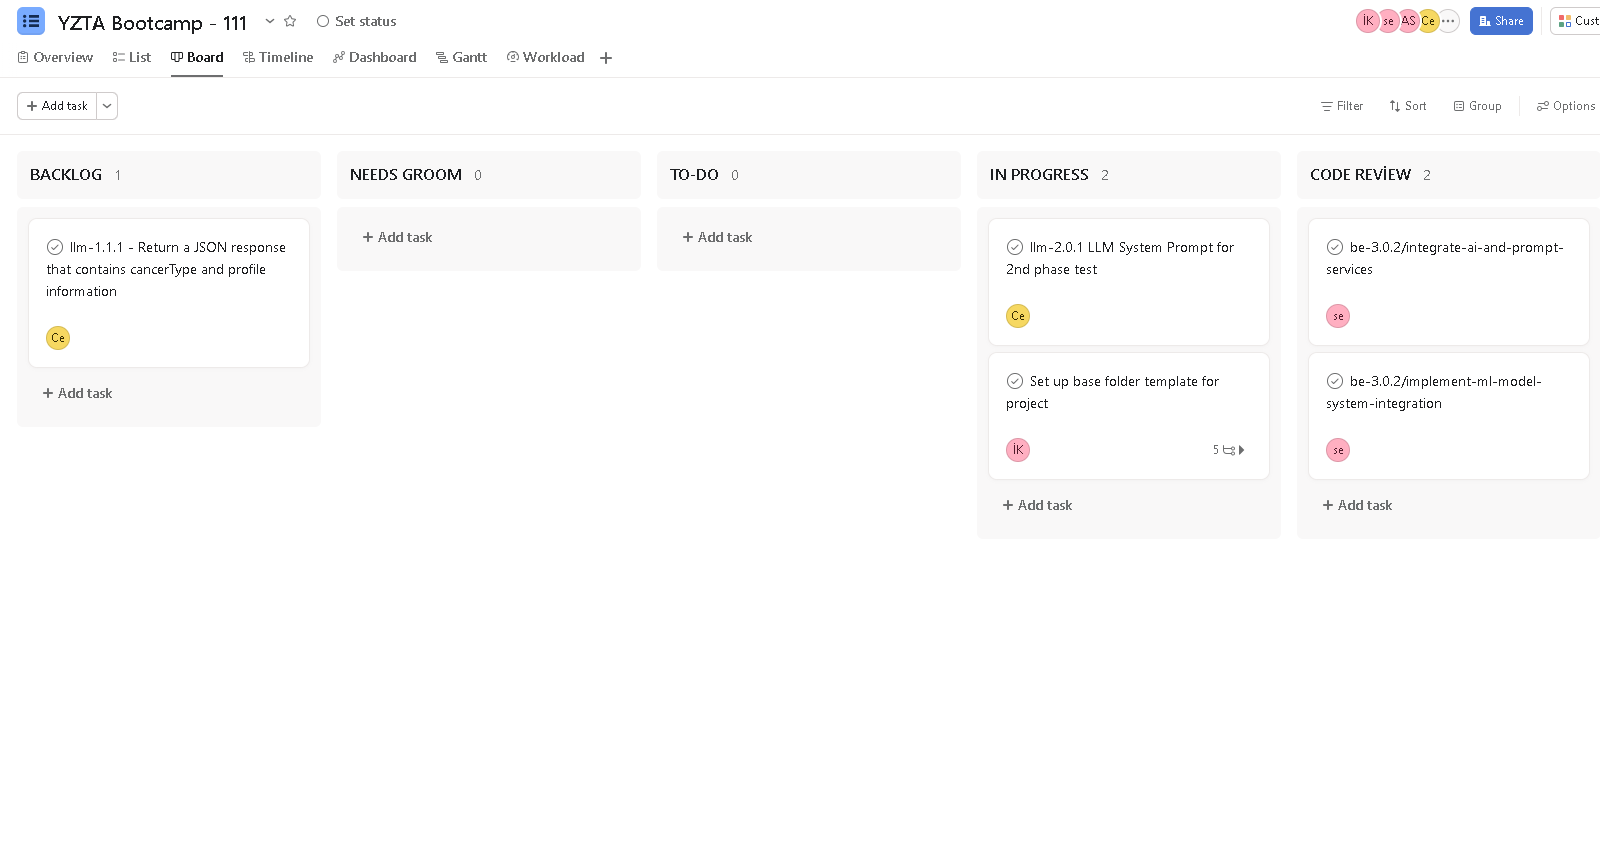 YZTA Bootcamp - 111
Set status
İK
se
AS
Ce
Share
Cust
Overview
List
Board
Timeline
Dashboard
Gantt
Workload
Add task
Filter
Sort
Group
Options
BACKLOG 1
llm-1.1.1 - Return a JSON response
that contains cancerType and profile
information
Ce
Add task
NEEDS GROOM 0
Add task
TO-DO 0
Add task
IN PROGRESS 2
llm-2.0.1 LLM System Prompt for
2nd phase test
Ce
Set up base folder template for
project
İK
5
Add task
CODE REVİEW 2
be-3.0.2/integrate-ai-and-prompt-
services
se
be-3.0.2/implement-ml-model-
system-integration
se
Add task